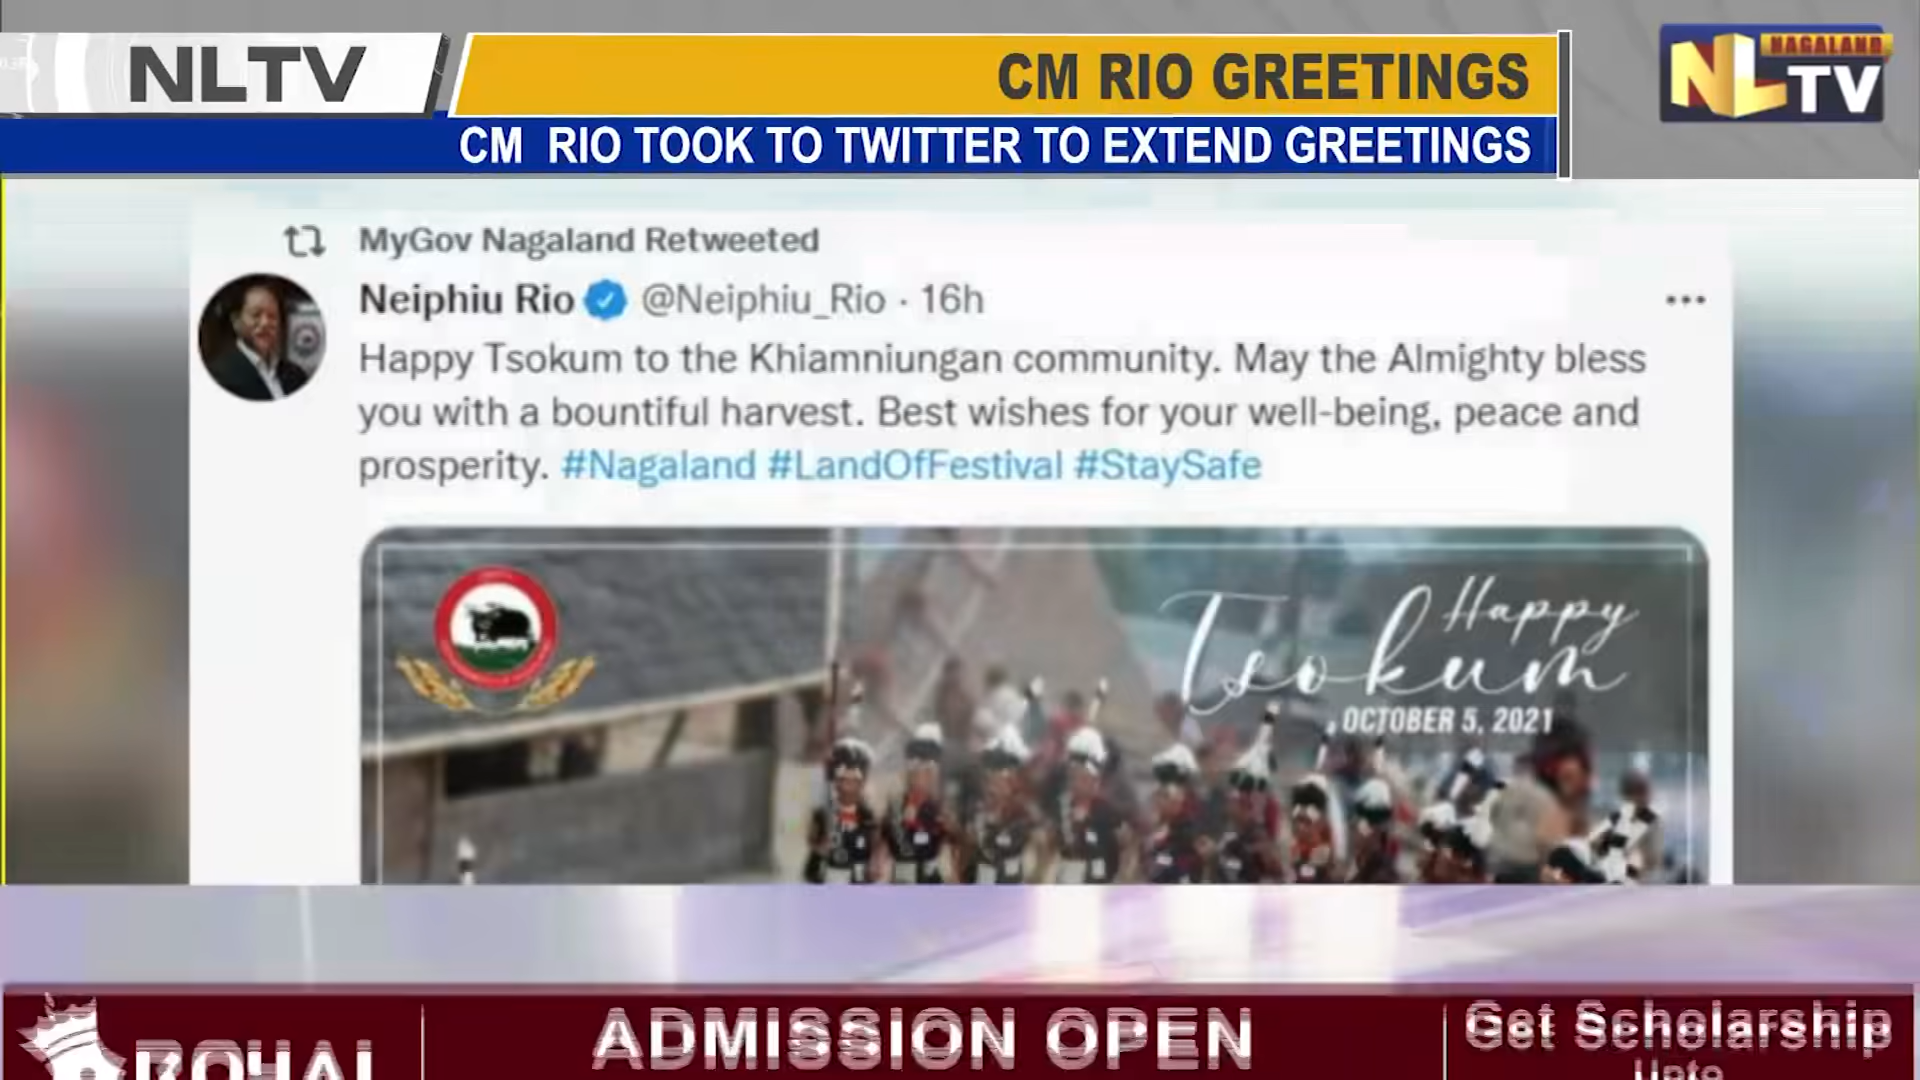 NLTV
CM RIO GREETINGS
NAGALAND
NLTV
CM RIO TOOK TO TWITTER TO EXTEND GREETINGS
MyGov Nagaland Retweeted
Neiphiu Rio @Neiphiu_Rio · 16h
Happy Tsokum to the Khiamniungan community. May the Almighty bless
you with a bountiful harvest. Best wishes for your well-being, peace and
prosperity. #Nagaland #LandOfFestival #StaySafe
Happy
Tsokum
OCTOBER 5, 2021
ADMISSION OPEN
Get Scholarship
Upto